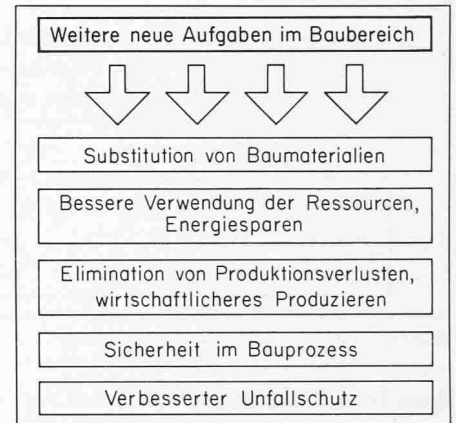 Weitere neue Aufgaben im Baubereich
Substitution von Baumaterialien
Bessere Verwendung der Ressourcen,
Energiesparen
Elimination von Produktionsverlusten,
wirtschaftlicheres Produzieren
Sicherheit im Bauprozess
Verbesserter Unfallschutz